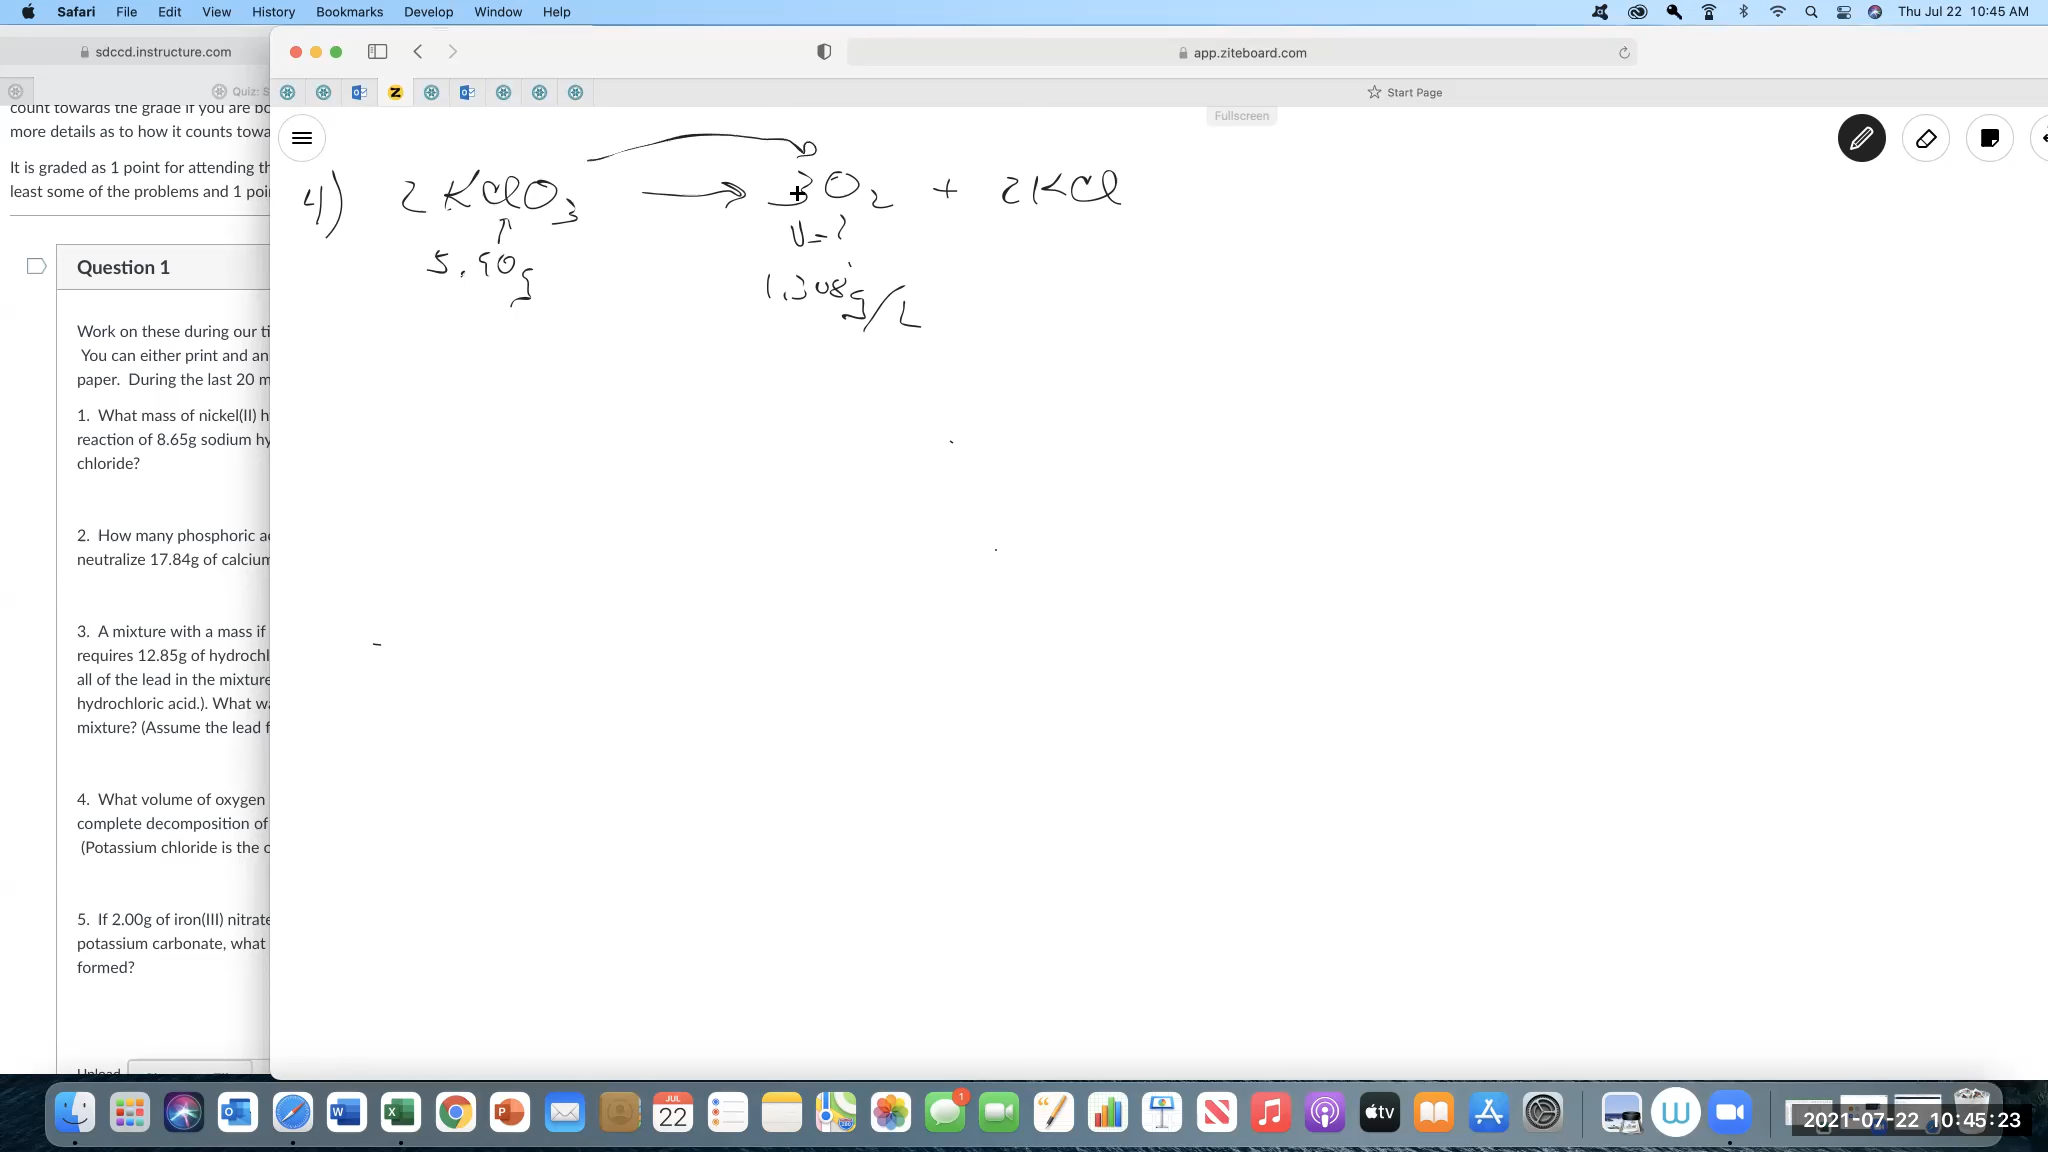 Safari File Edit View History Bookmarks Develop Window Help Thu Jul 22 10:45 AM
sdccd.instructure.com
app.ziteboard.com
Quiz: S
Start Page
Fullscreen
count towards the grade if you are bo
more details as to how it counts towa
It is graded as 1 point for attending th
least some of the problems and 1 poi
Question 1
Work on these during our ti
You can either print and an
paper. During the last 20 m
1. What mass of nickel(II) h
reaction of 8.65g sodium hy
chloride?
2. How many phosphoric ac
neutralize 17.84g of calcium
3. A mixture with a mass if
requires 12.85g of hydrochl
all of the lead in the mixture
hydrochloric acid.). What wa
mixture? (Assume the lead f
4. What volume of oxygen
complete decomposition of
(Potassium chloride is the c
5. If 2.00g of iron(III) nitrate
potassium carbonate, what
formed?
Upload
4) 2 KClO3 → 3O2 + 2KCl
V=?
5.90g
1.308g/L
JUL
22
1
tv
2021-07-22 10:45:23